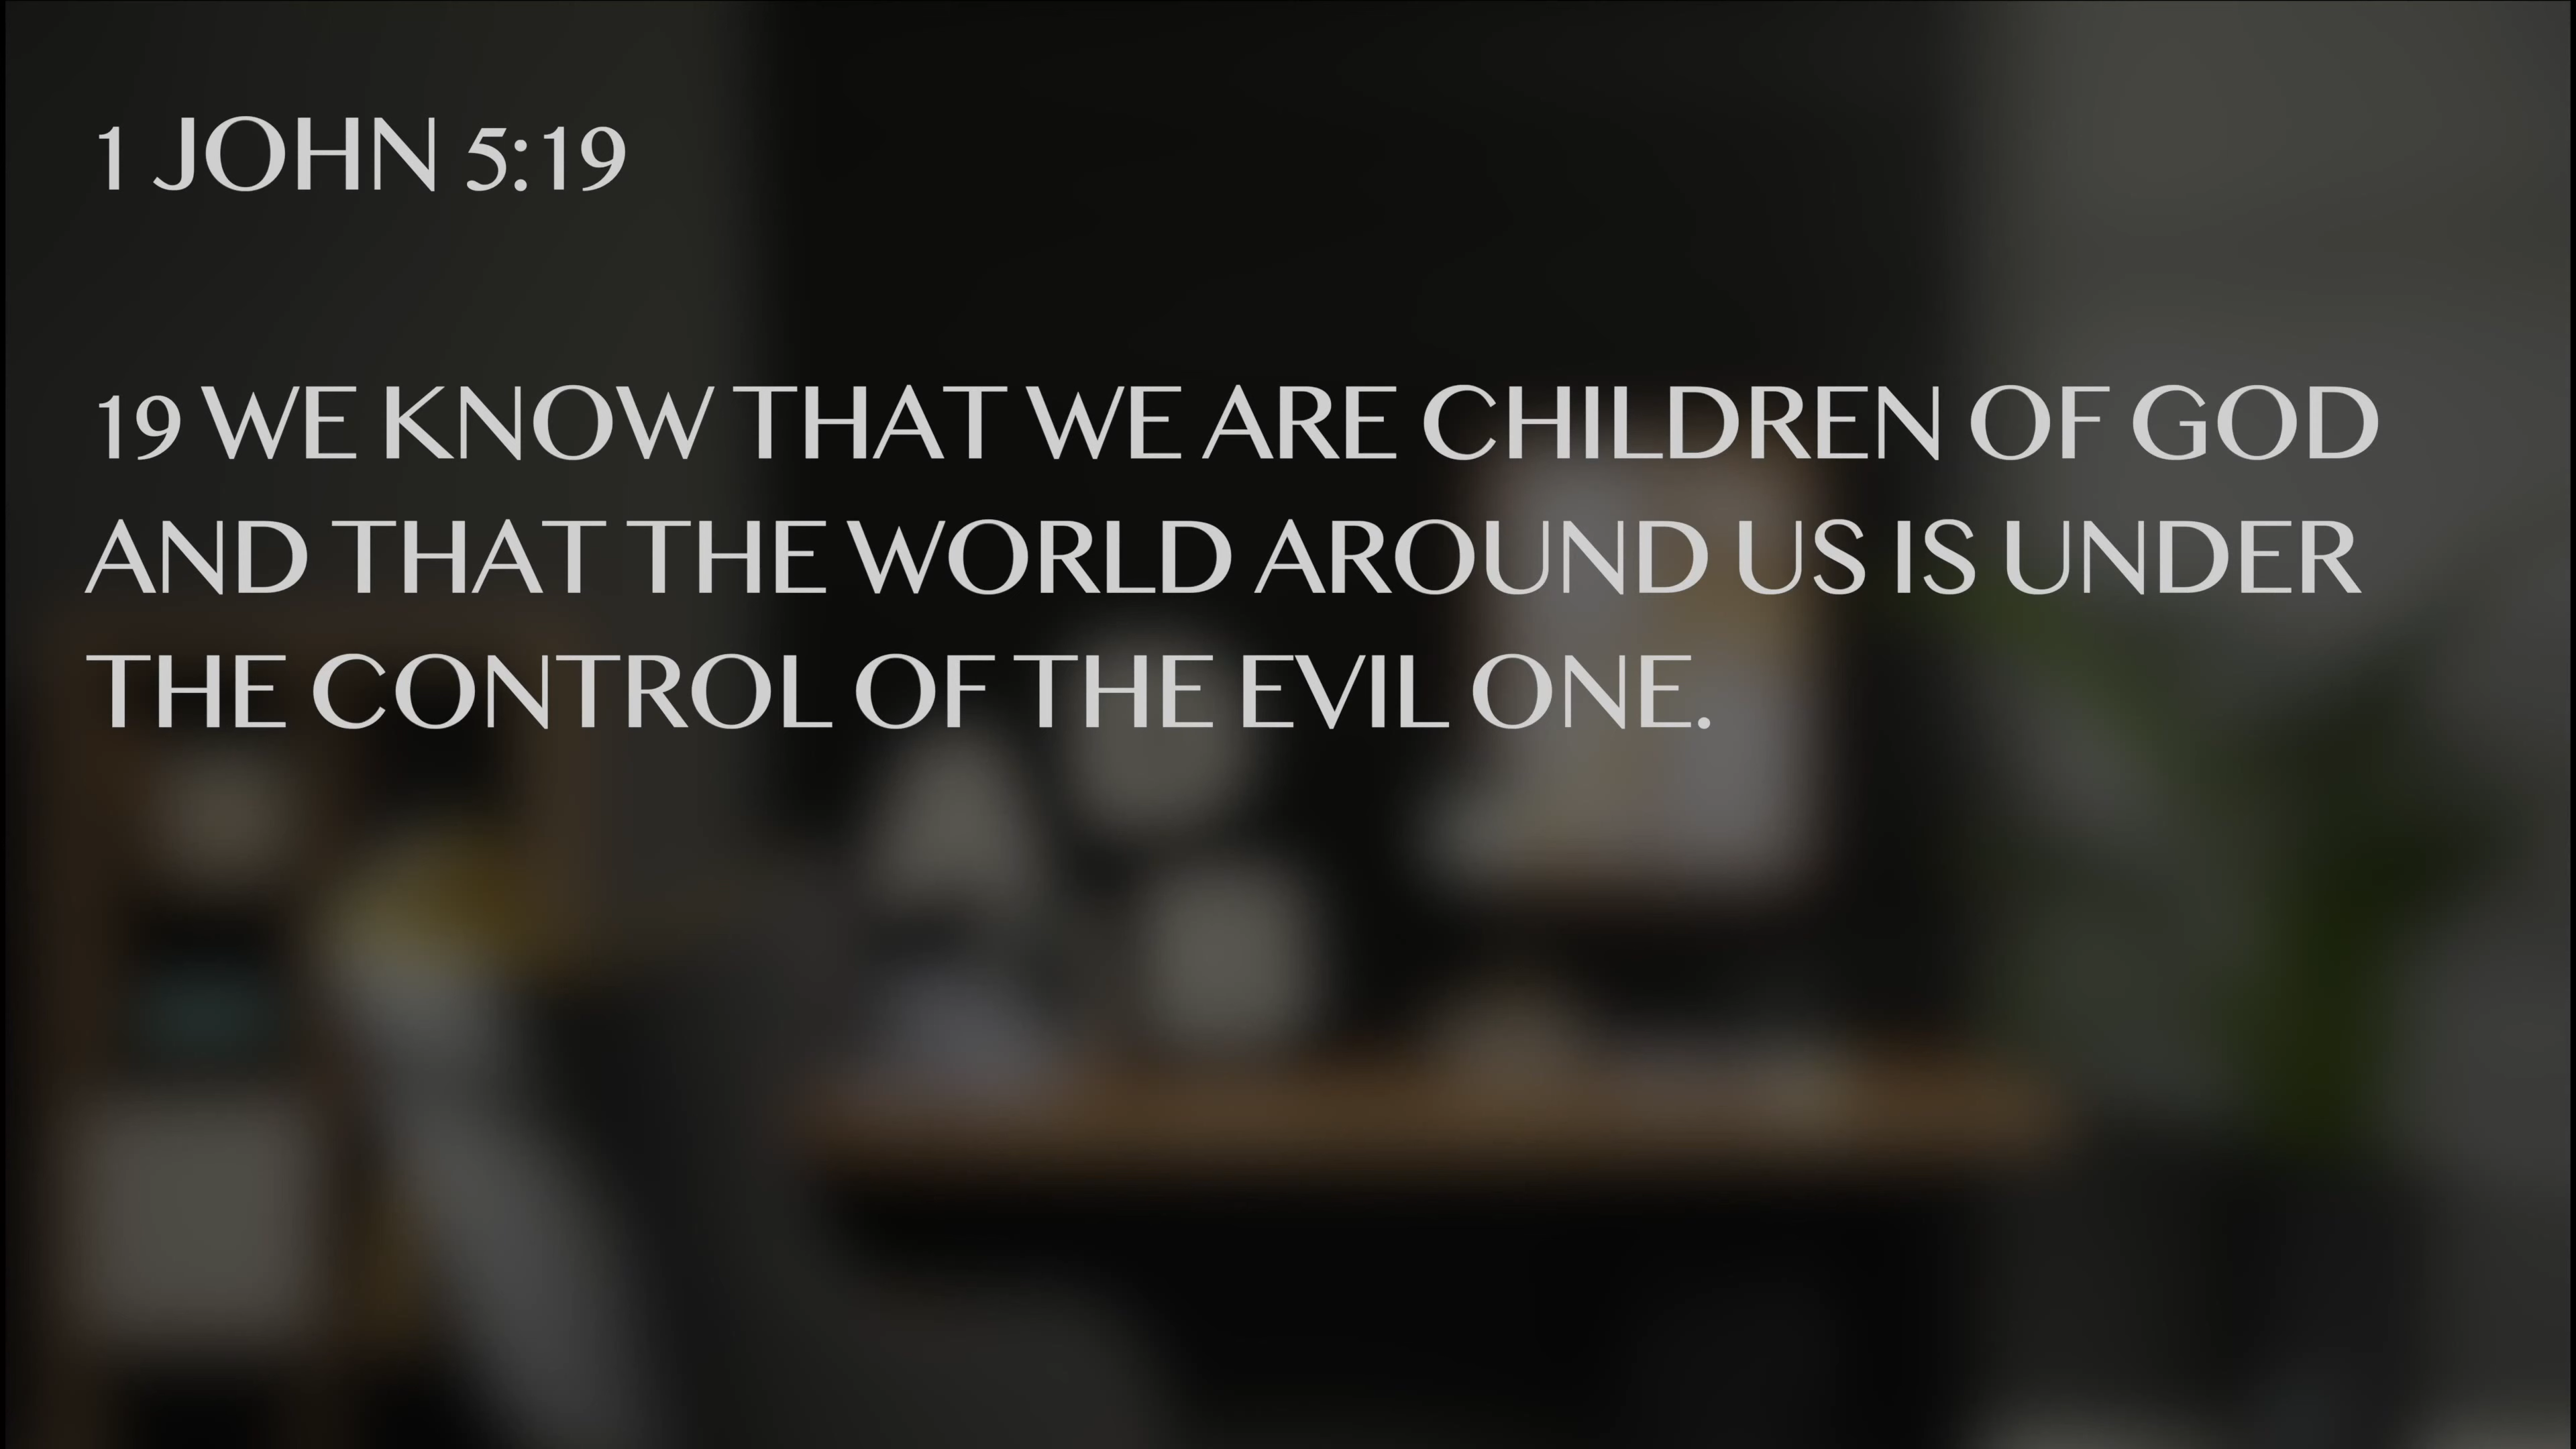 1 JOHN 5:19
19 WE KNOW THAT WE ARE CHILDREN OF GOD
AND THAT THE WORLD AROUND US IS UNDER
THE CONTROL OF THE EVIL ONE.